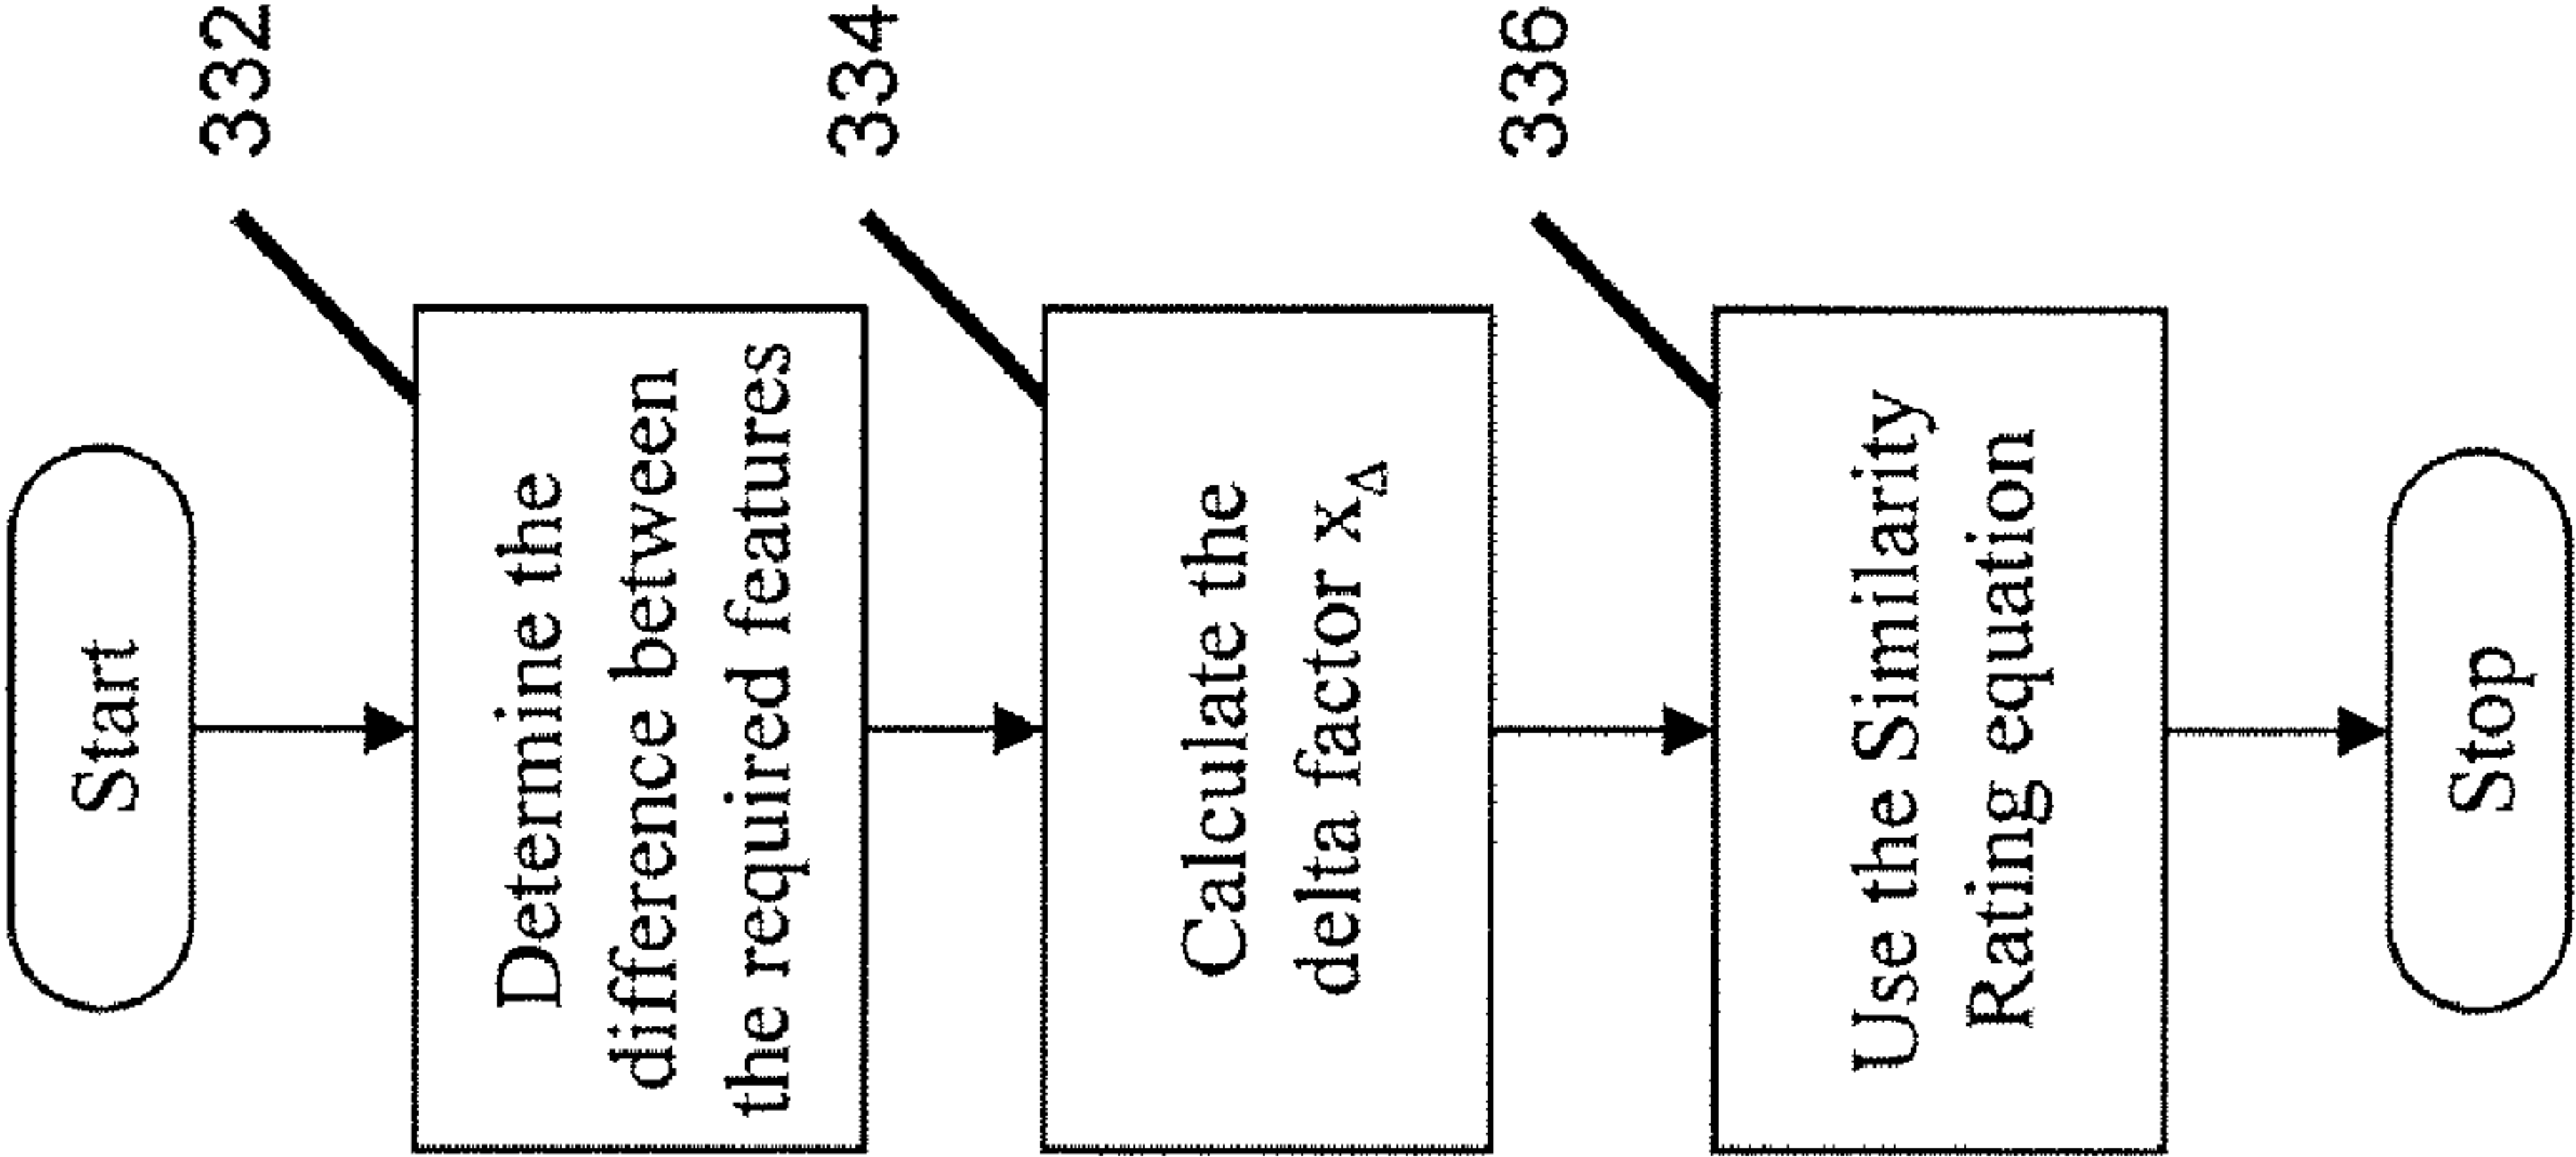 Start
332
Determine the
difference between
the required features
334
Calculate the
delta factor x_Δ
336
Use the Similarity
Rating equation
Stop